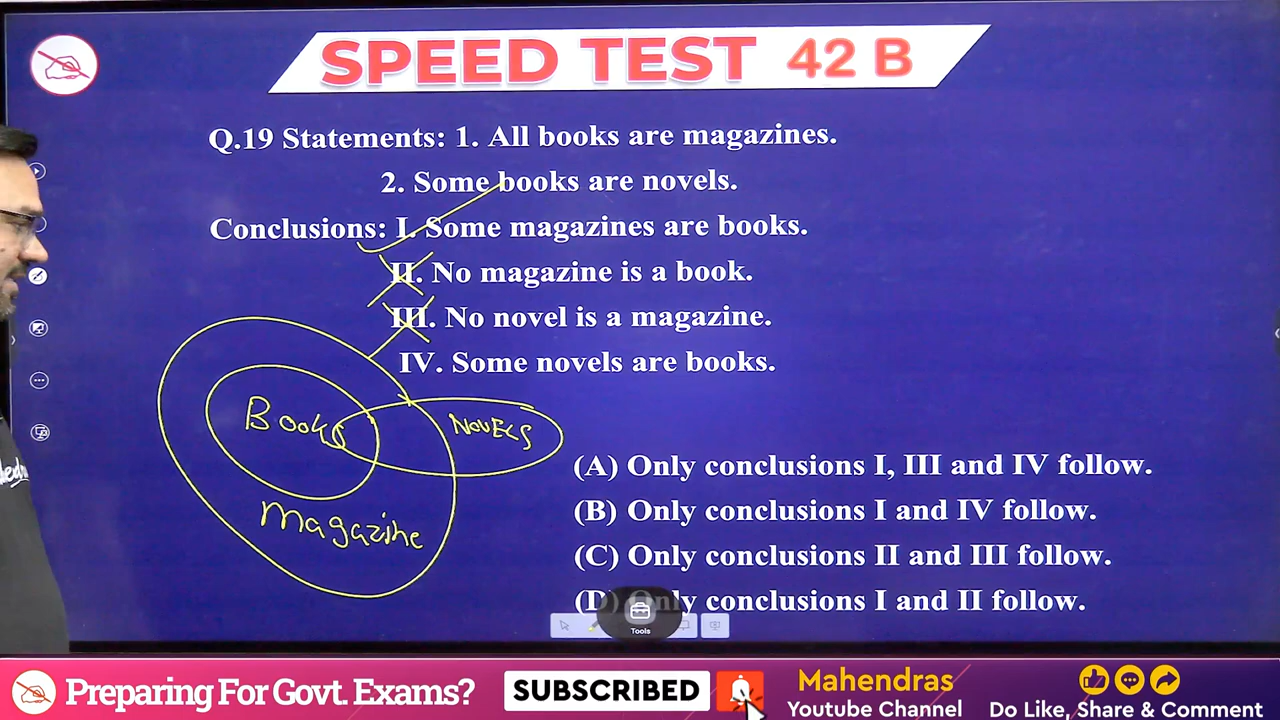 SPEED TEST 42 B
Q.19 Statements: 1. All books are magazines.
2. Some books are novels.
Conclusions: I. Some magazines are books.
II. No magazine is a book.
III. No novel is a magazine.
IV. Some novels are books.
Books
NOVELS
Magazine
(A) Only conclusions I, III and IV follow.
(B) Only conclusions I and IV follow.
(C) Only conclusions II and III follow.
(D) Only conclusions I and II follow.
Tools
Preparing For Govt. Exams?
SUBSCRIBED
Mahendras
Youtube Channel
Do Like, Share & Comment